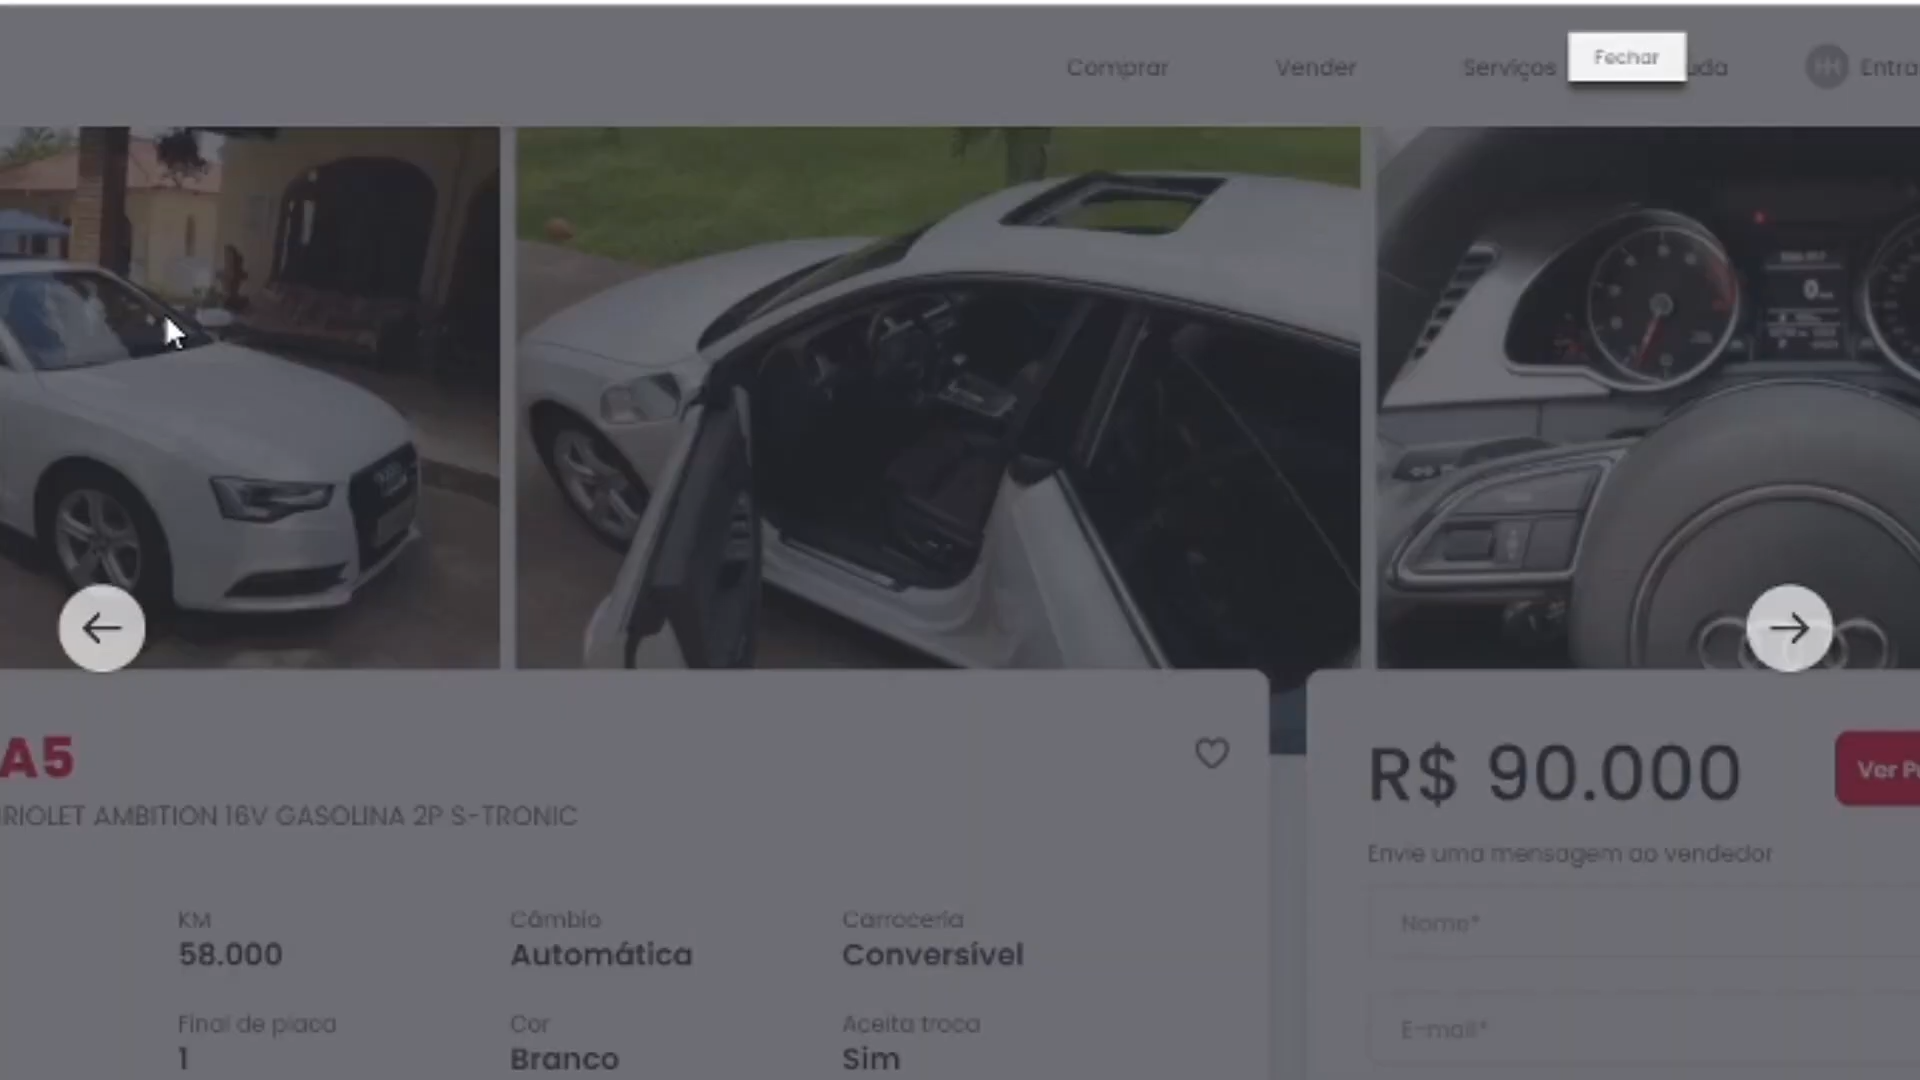 Comprar
Vender
Serviços
Fechar
uda
Entra
A5
RIOLET AMBITION 16V GASOLINA 2P S-TRONIC
R$ 90.000
Ver P
Envie uma mensagem ao vendedor
KM
58.000
Câmbio
Automática
Carroceria
Conversível
Nome*
Final de placa
1
Cor
Branco
Aceita troca
Sim
E-mail*